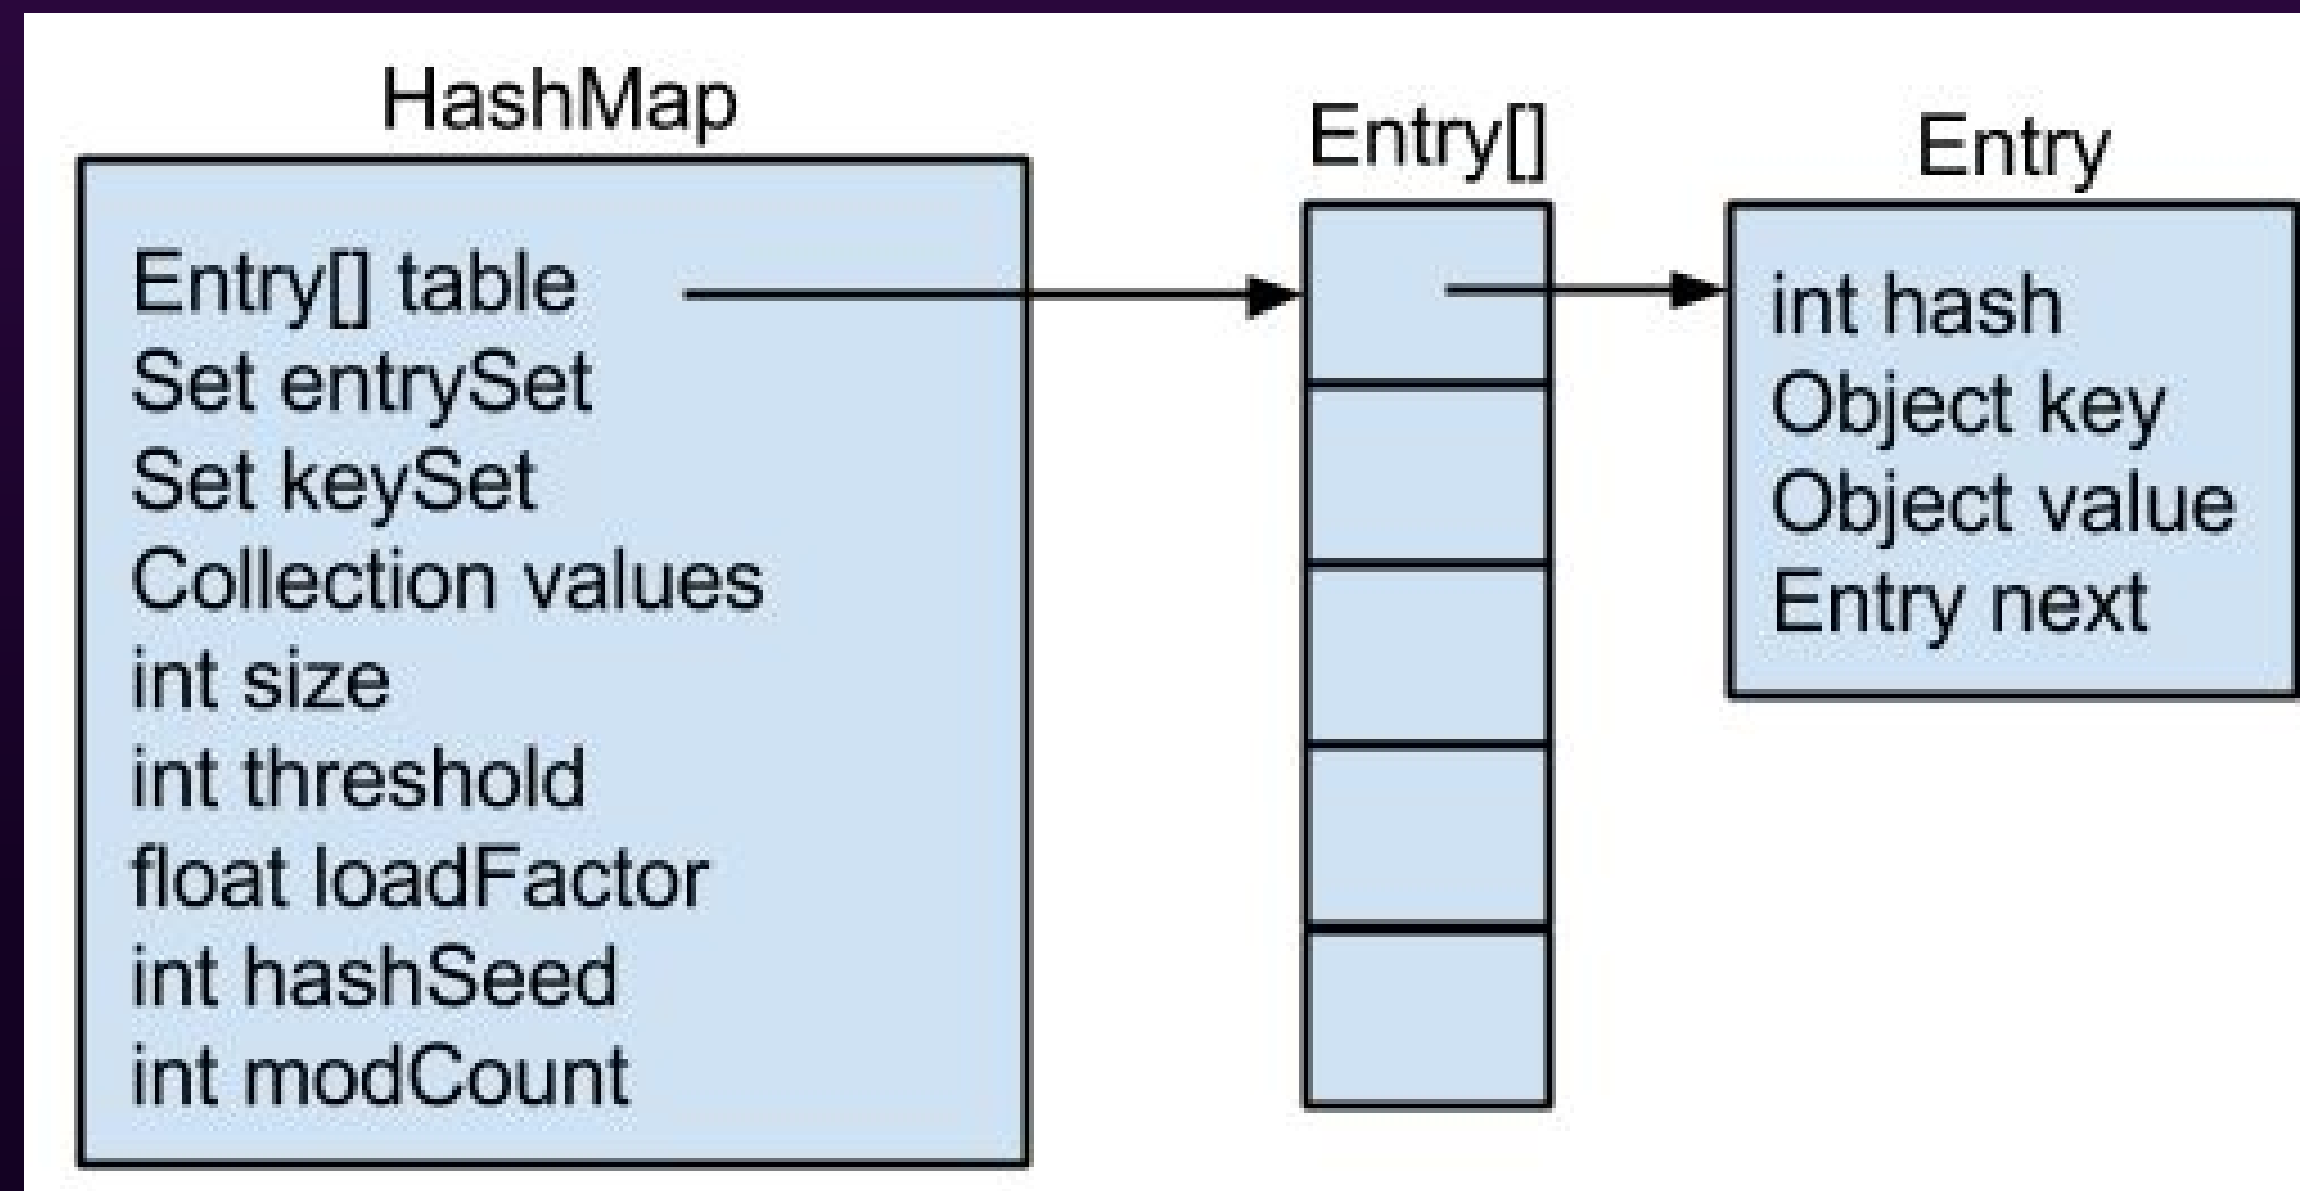 HashMap
Entry[] table
Set entrySet
Set keySet
Collection values
int size
int threshold
float loadFactor
int hashSeed
int modCount
Entry[]
Entry
int hash
Object key
Object value
Entry next